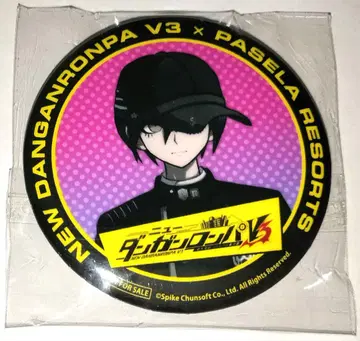 NEW DANGANRONPA V3 × PASELA RESORTS
ニュー
ダンガンロンパV3
NEW DANGANRONPA V3
FOR SALE
©Spike Chunsoft Co., Ltd. All Rights Reserved.